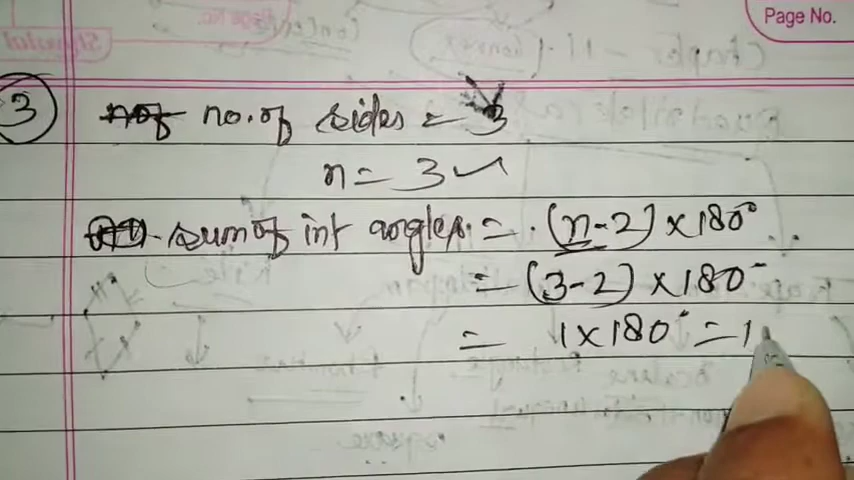 Page No.
3 no. of sides = 3
n = 3
sum of int angles. = (n-2) × 180°
= (3-2) × 180°
= 1 × 180° = 1